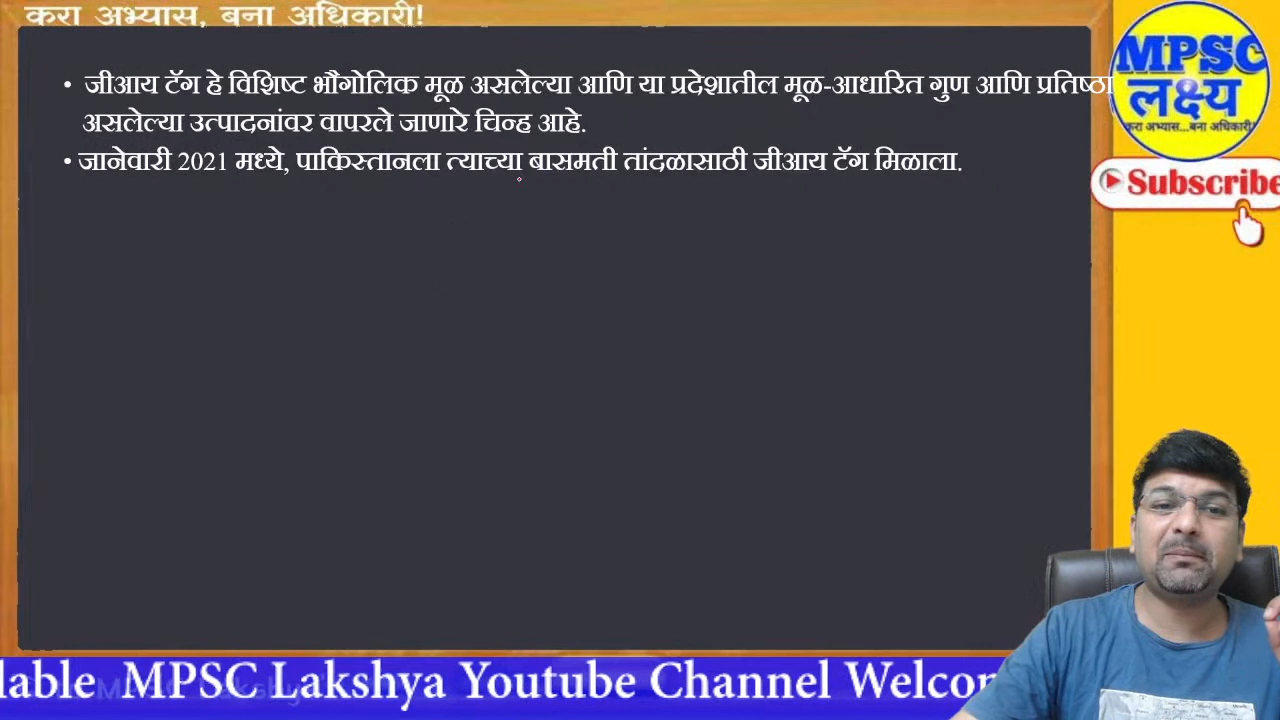 करा अभ्यास, बना अधिकारी!
• जीआय टॅग हे विशिष्ट भौगोलिक मूळ असलेल्या आणि या प्रदेशातील मूळ-आधारित गुण आणि प्रतिष्ठा
असलेल्या उत्पादनांवर वापरले जाणारे चिन्ह आहे.
• जानेवारी 2021 मध्ये, पाकिस्तानला त्याच्या बासमती तांदळासाठी जीआय टॅग मिळाला.
MPSC
लक्ष्य
करा अभ्यास...बना अधिकारी!
Subscribe
lable MPSC Lakshya Youtube Channel Welcom